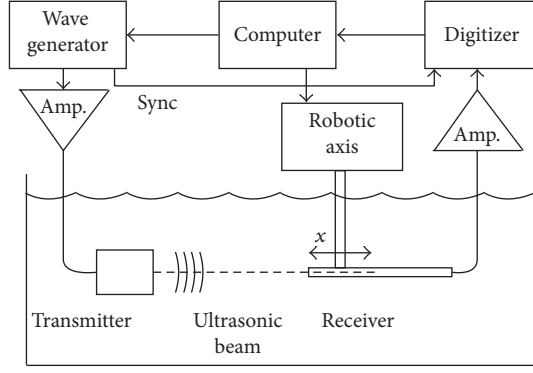 Wave
generator
Computer
Digitizer
Amp.
Sync
Robotic
axis
Amp.
x
Transmitter
Ultrasonic
beam
Receiver